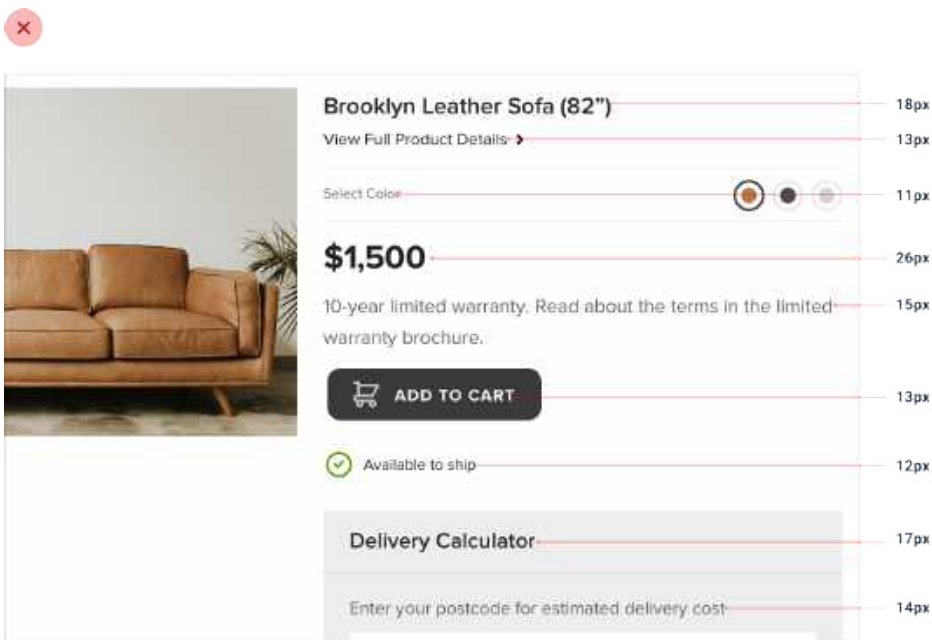 Brooklyn Leather Sofa (82”) 18px
View Full Product Details 13px
Select Color 11px
$1,500 26px
10-year limited warranty. Read about the terms in the limited 15px
warranty brochure.
ADD TO CART 13px
Available to ship 12px
Delivery Calculator 17px
Enter your postcode for estimated delivery cost 14px